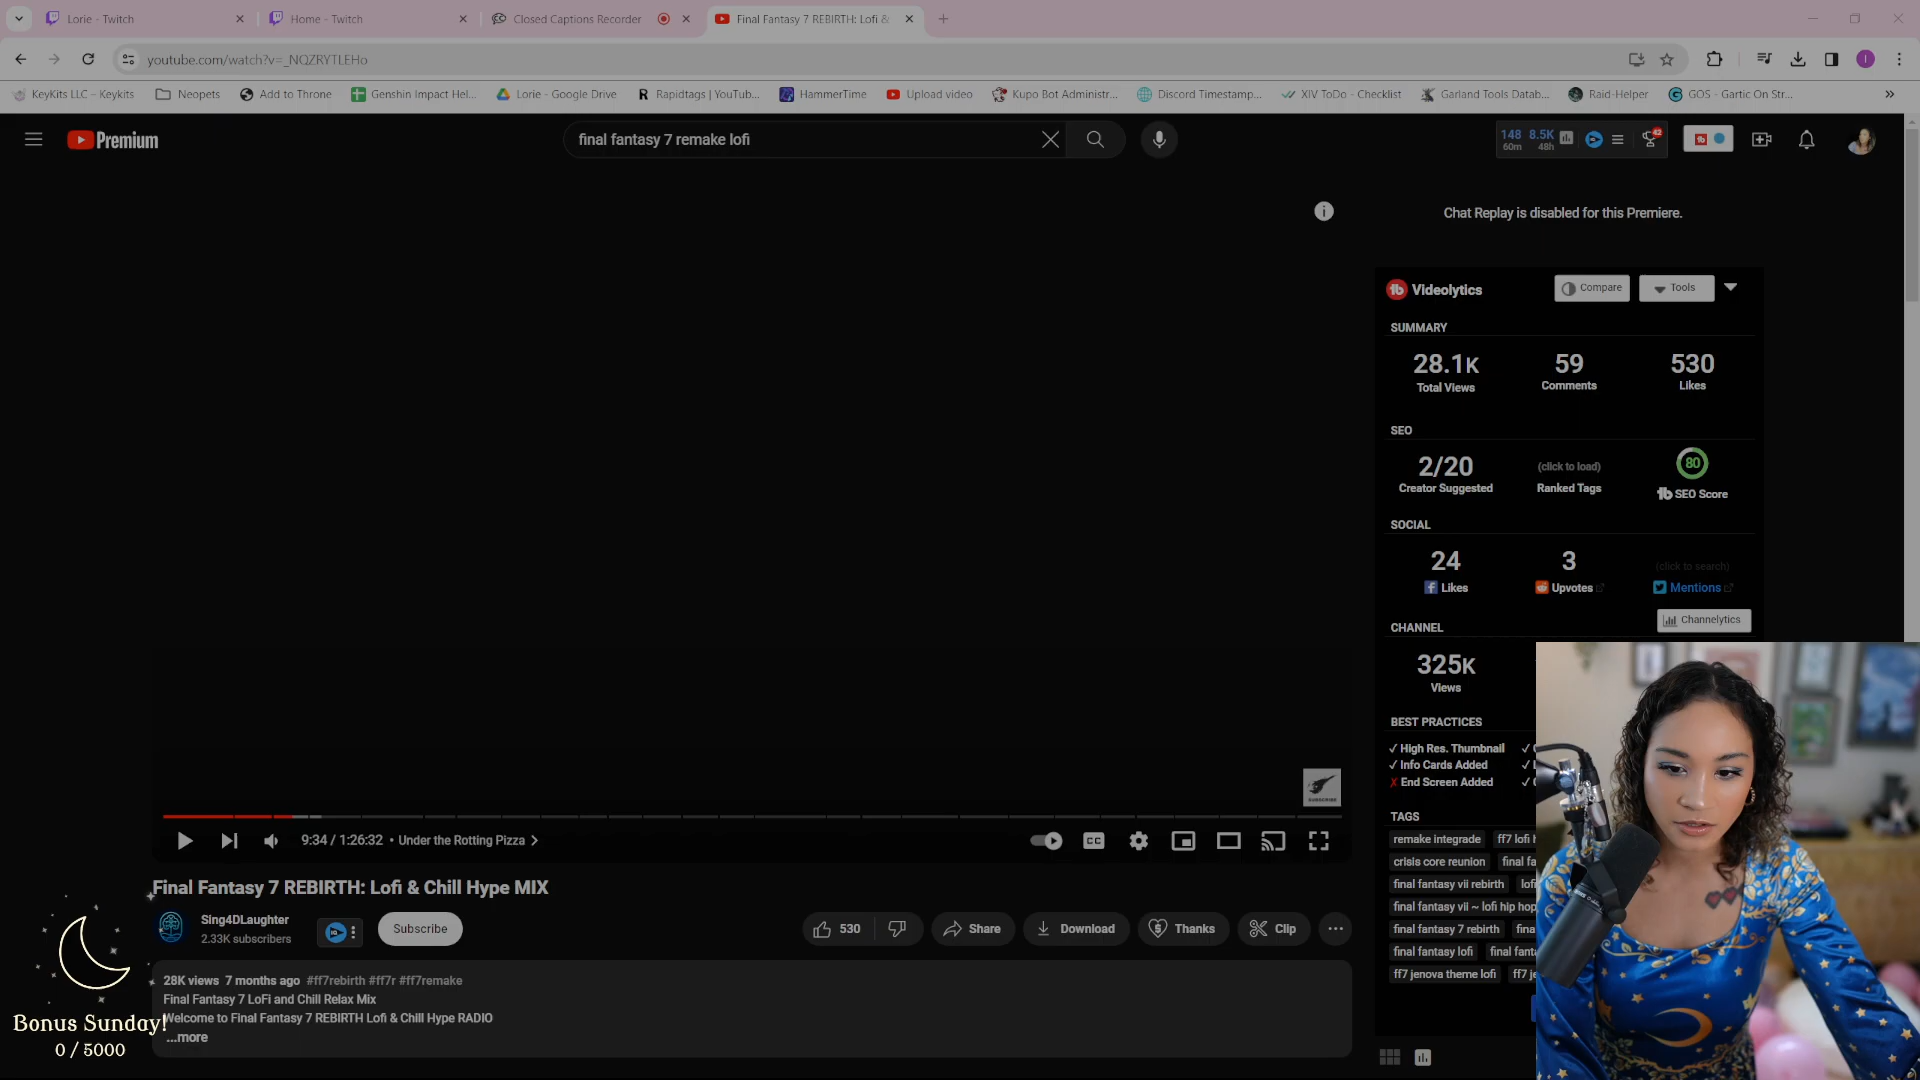 Lorie - Twitch
Home - Twitch
Closed Captions Recorder
Final Fantasy 7 REBIRTH: Lofi &
youtube.com/watch?v=_NQZRYTLEHo
KeyKits LLC – Keykits
Neopets
Add to Throne
Genshin Impact Hel...
Lorie - Google Drive
Rapidtags | YouTub...
HammerTime
Upload video
Kupo Bot Administr...
Discord Timestamp...
XIV ToDo - Checklist
Garland Tools Datab...
Raid-Helper
GOS - Gartic On Str...
Premium
final fantasy 7 remake lofi
148 8.5K
60m 48h
42
Chat Replay is disabled for this Premiere.
Videolytics
Compare
Tools
SUMMARY
28.1K 59 530
Total Views Comments Likes
SEO
2/20 (click to load) 80
Creator Suggested Ranked Tags SEO Score
SOCIAL
24 3 (click to search)
Likes Upvotes Mentions
CHANNEL
Channelytics
325K
Views
BEST PRACTICES
✓ High Res. Thumbnail
✓ Info Cards Added
✗ End Screen Added
TAGS
remake integrade ff7 lofi
crisis core reunion final
final fantasy vii rebirth
final fantasy vii ~ lofi hip hop
final fantasy 7 rebirth
final fantasy lofi
ff7 jenova theme lofi
SUBSCRIBE
9:34 / 1:26:32 • Under the Rotting Pizza
CC
Final Fantasy 7 REBIRTH: Lofi & Chill Hype MIX
Sing4DLaughter
2.33K subscribers
Subscribe
530
Share
Download
Thanks
Clip
28K views 7 months ago #ff7rebirth #ff7r #ff7remake
Final Fantasy 7 LoFi and Chill Relax Mix
Welcome to Final Fantasy 7 REBIRTH Lofi & Chill Hype RADIO
...more
Bonus Sunday!
0 / 5000